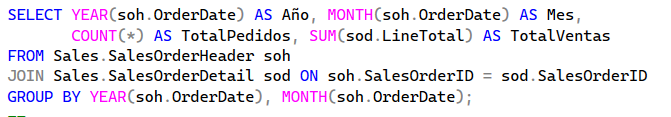 SELECT YEAR(soh.OrderDate) AS Año, MONTH(soh.OrderDate) AS Mes,
COUNT(*) AS TotalPedidos, SUM(sod.LineTotal) AS TotalVentas
FROM Sales.SalesOrderHeader soh
JOIN Sales.SalesOrderDetail sod ON soh.SalesOrderID = sod.SalesOrderID
GROUP BY YEAR(soh.OrderDate), MONTH(soh.OrderDate);
--